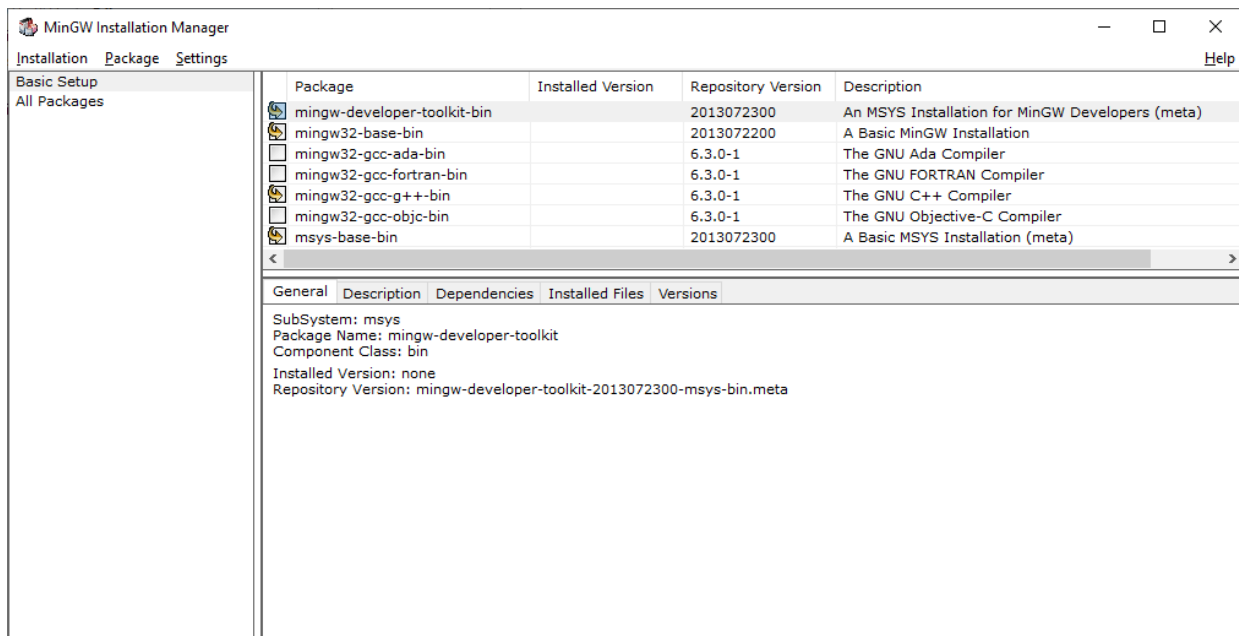 MinGW Installation Manager
Installation Package Settings Help
Basic Setup
All Packages
Package Installed Version Repository Version Description
mingw-developer-toolkit-bin 2013072300 An MSYS Installation for MinGW Developers (meta)
mingw32-base-bin 2013072200 A Basic MinGW Installation
mingw32-gcc-ada-bin 6.3.0-1 The GNU Ada Compiler
mingw32-gcc-fortran-bin 6.3.0-1 The GNU FORTRAN Compiler
mingw32-gcc-g++-bin 6.3.0-1 The GNU C++ Compiler
mingw32-gcc-objc-bin 6.3.0-1 The GNU Objective-C Compiler
msys-base-bin 2013072300 A Basic MSYS Installation (meta)
General Description Dependencies Installed Files Versions
SubSystem: msys
Package Name: mingw-developer-toolkit
Component Class: bin
Installed Version: none
Repository Version: mingw-developer-toolkit-2013072300-msys-bin.meta